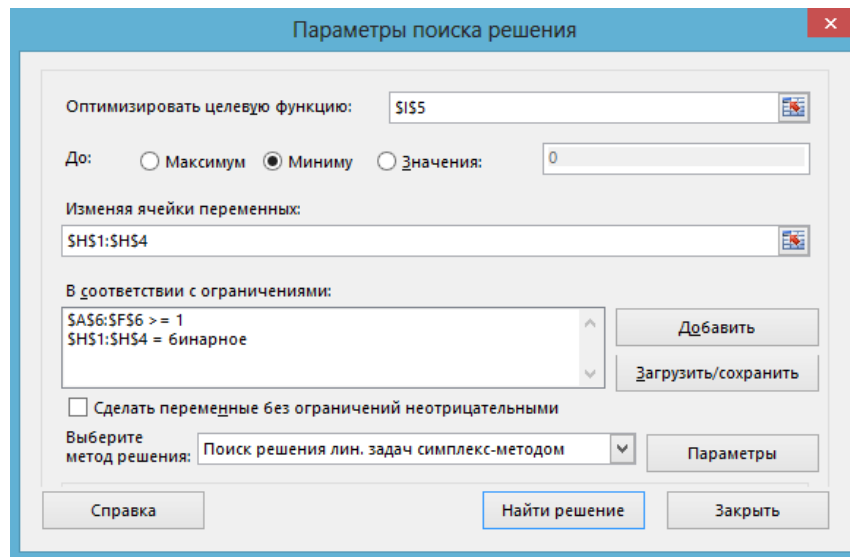 Параметры поиска решения
Оптимизировать целевую функцию: $I$5
До: Максимум Миниму Значения: 0
Изменяя ячейки переменных:
$H$1:$H$4
В соответствии с ограничениями:
$A$6:$F$6 >= 1
$H$1:$H$4 = бинарное
Добавить
Загрузить/сохранить
Сделать переменные без ограничений неотрицательными
Выберите
метод решения: Поиск решения лин. задач симплекс-методом Параметры
Справка Найти решение Закрыть